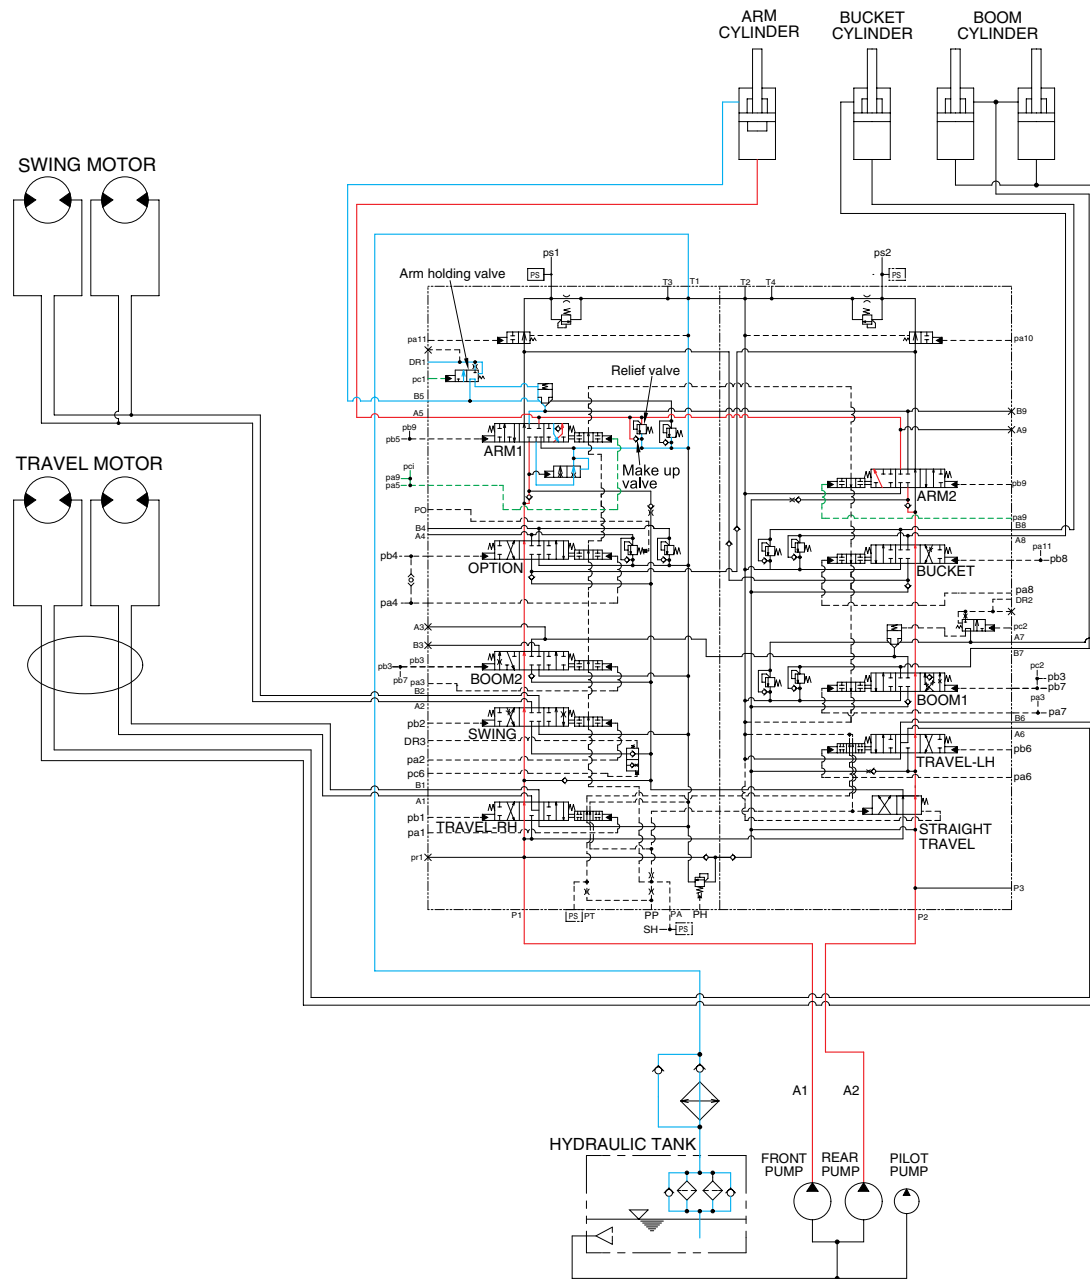 ARM
CYLINDER
BUCKET
CYLINDER
BOOM
CYLINDER
SWING MOTOR
TRAVEL MOTOR
ps1
PS
ps2
PS
Arm holding valve
T3
T1
T2
T4
pa11
pa10
DR1
pc1
B5
Relief valve
A5
B9
pb9
A9
pb5
ARM1
Make up
valve
pci
pa9
pa5
ARM2
pb9
PO
pa9
B4
B8
A4
A8
pa11
pb4
OPTION
BUCKET
pb8
pa4
pa8
DR2
A3
pc2
A7
B3
B7
pb3
pb3
pb7
pa3
BOOM2
B2
pc2
pb3
pb7
pa3
pa7
BOOM1
A2
B6
pb2
SWING
A6
DR3
pb6
TRAVEL-LH
pa2
pc6
pa6
B1
A1
pb1
TRAVEL-RH
pa1
STRAIGHT
TRAVEL
pr1
P3
P1
PS
PT
PP
PA
PH
P2
SH
PS
A1
A2
HYDRAULIC TANK
FRONT
PUMP
REAR
PUMP
PILOT
PUMP